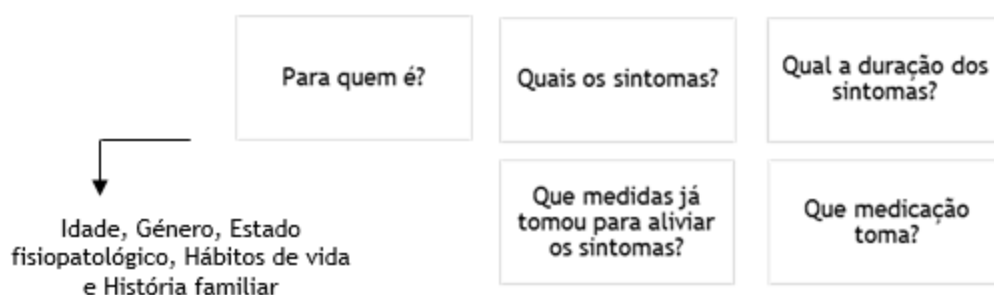 Para quem é?
Quais os sintomas?
Qual a duração dos
sintomas?
Idade, Género, Estado
fisiopatológico, Hábitos de vida
e História familiar
Que medidas já
tomou para aliviar
os sintomas?
Que medicação
toma?